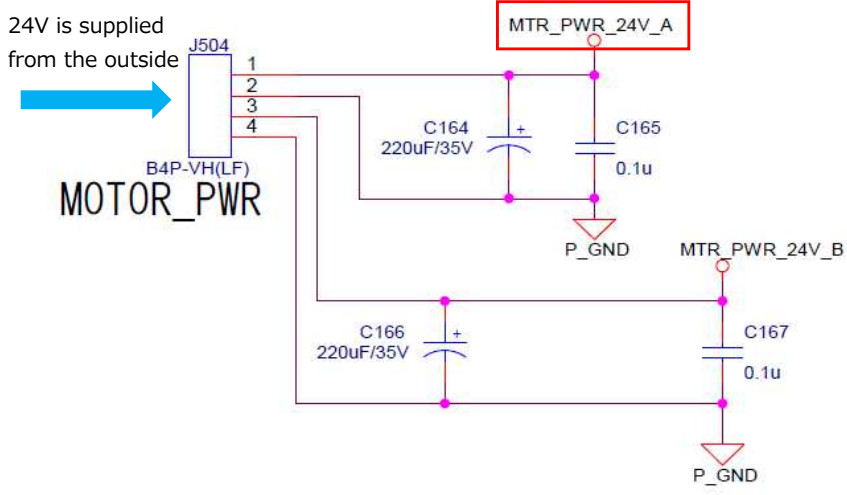 24V is supplied
from the outside
J504
1
2
3
4
B4P-VH(LF)
MOTOR_PWR
MTR_PWR_24V_A
C164
220uF/35V
+
C165
0.1u
P_GND
MTR_PWR_24V_B
C166
220uF/35V
+
C167
0.1u
P_GND